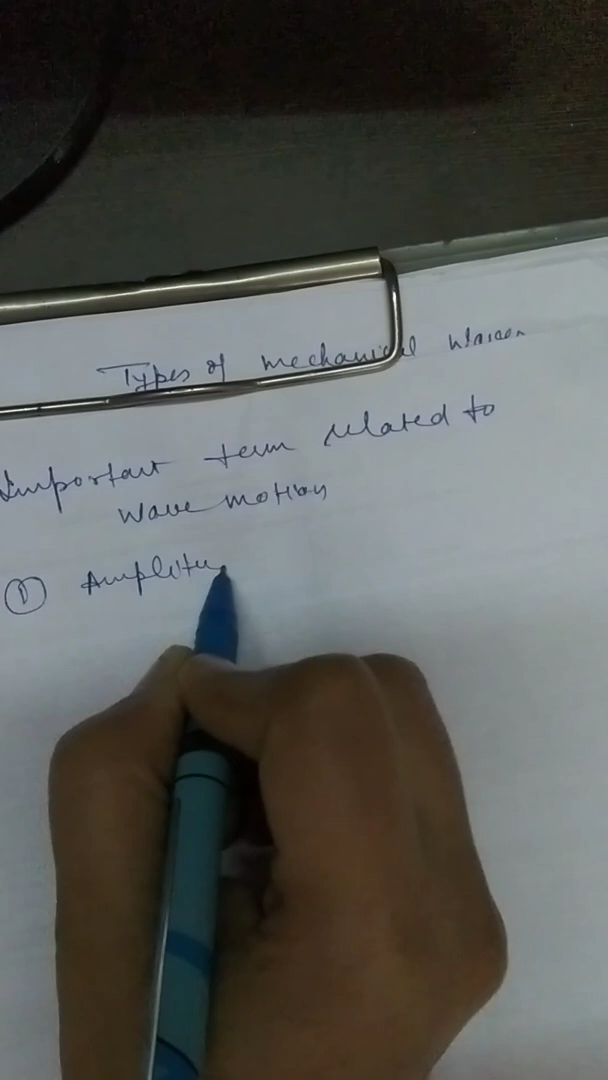 Types of mechanical waves
Important term related to
wave motion
① Amplitu